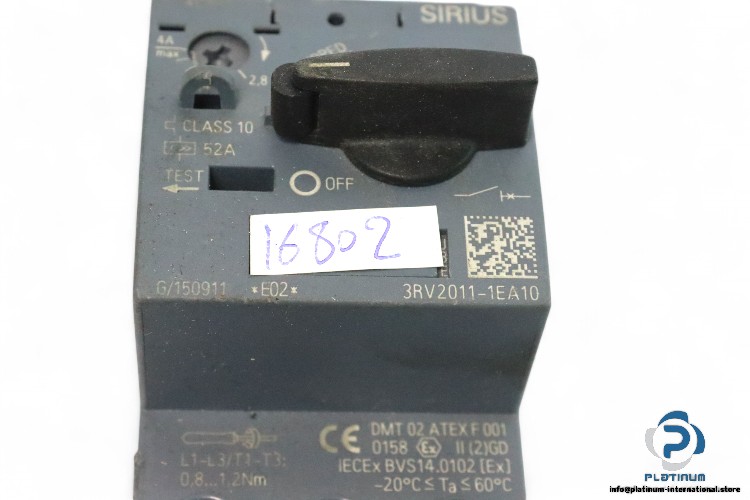 SIRIUS
4A
max
2,8
CLASS 10
52A
TEST
OFF
16802
G/150911 *E02*
3RV2011-1EA10
DMT 02 ATEX F 001
0158 Ex II (2)GD
IECEx BVS14.0102 [Ex]
-20°C ≤ Ta ≤ 60°C
L1-L3/T1-T3:
0,8...1,2Nm
PLATINUM
info@platinum-international.store